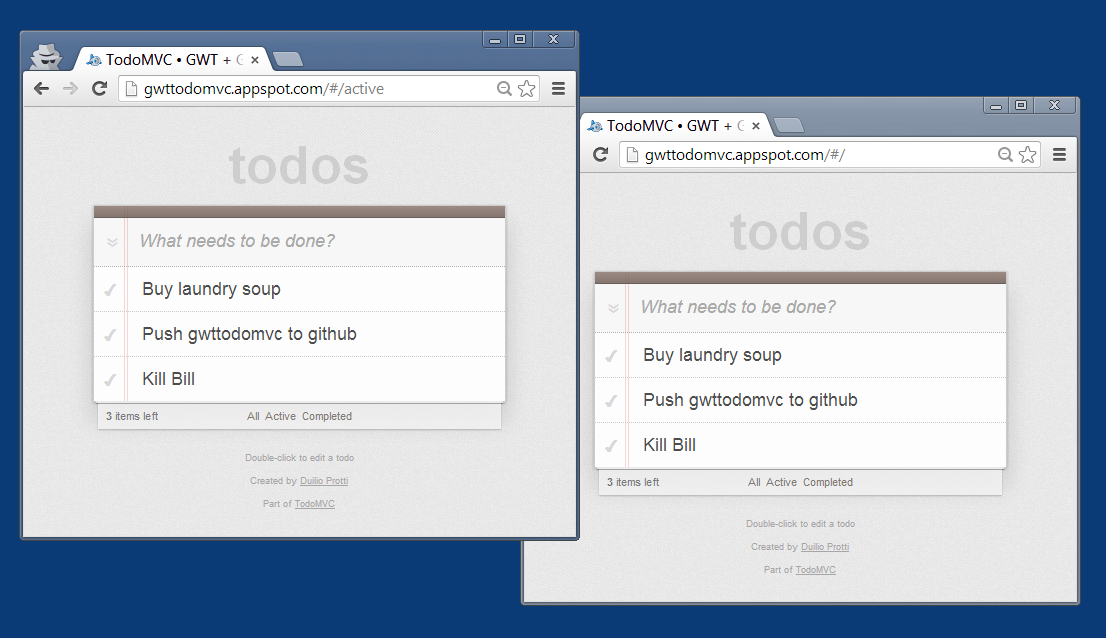 TodoMVC • GWT +
gwttodomvc.appspot.com/#/active
todos
What needs to be done?
Buy laundry soup
Push gwttodomvc to github
Kill Bill
3 items left All Active Completed
Double-click to edit a todo
Created by Duilio Protti
Part of TodoMVC
TodoMVC • GWT +
gwttodomvc.appspot.com/#/
todos
What needs to be done?
Buy laundry soup
Push gwttodomvc to github
Kill Bill
3 items left All Active Completed
Double-click to edit a todo
Created by Duilio Protti
Part of TodoMVC